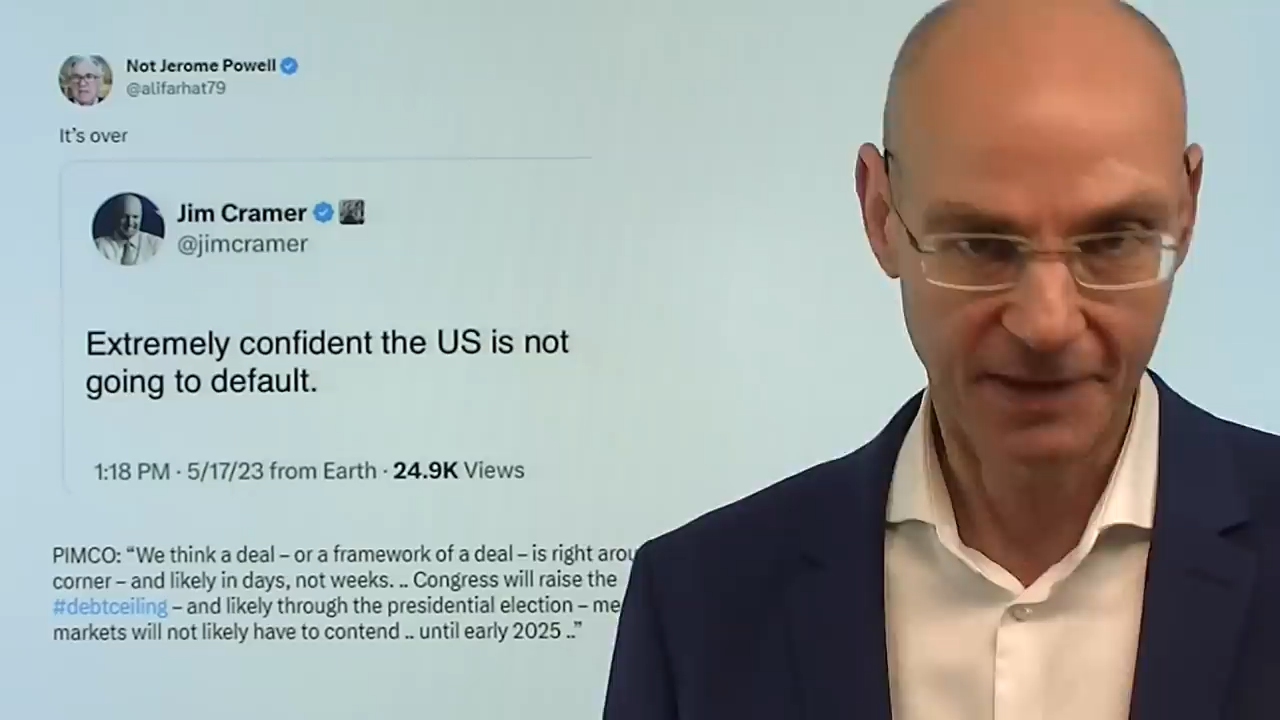 Not Jerome Powell
@alifarhat79
It's over
Jim Cramer
@jimcramer
Extremely confident the US is not
going to default.
1:18 PM · 5/17/23 from Earth · 24.9K Views
PIMCO: “We think a deal – or a framework of a deal – is right
corner – and likely in days, not weeks. .. Congress will raise the
#debtceiling – and likely through the presidential election –
markets will not likely have to contend .. until early 2025 ..”